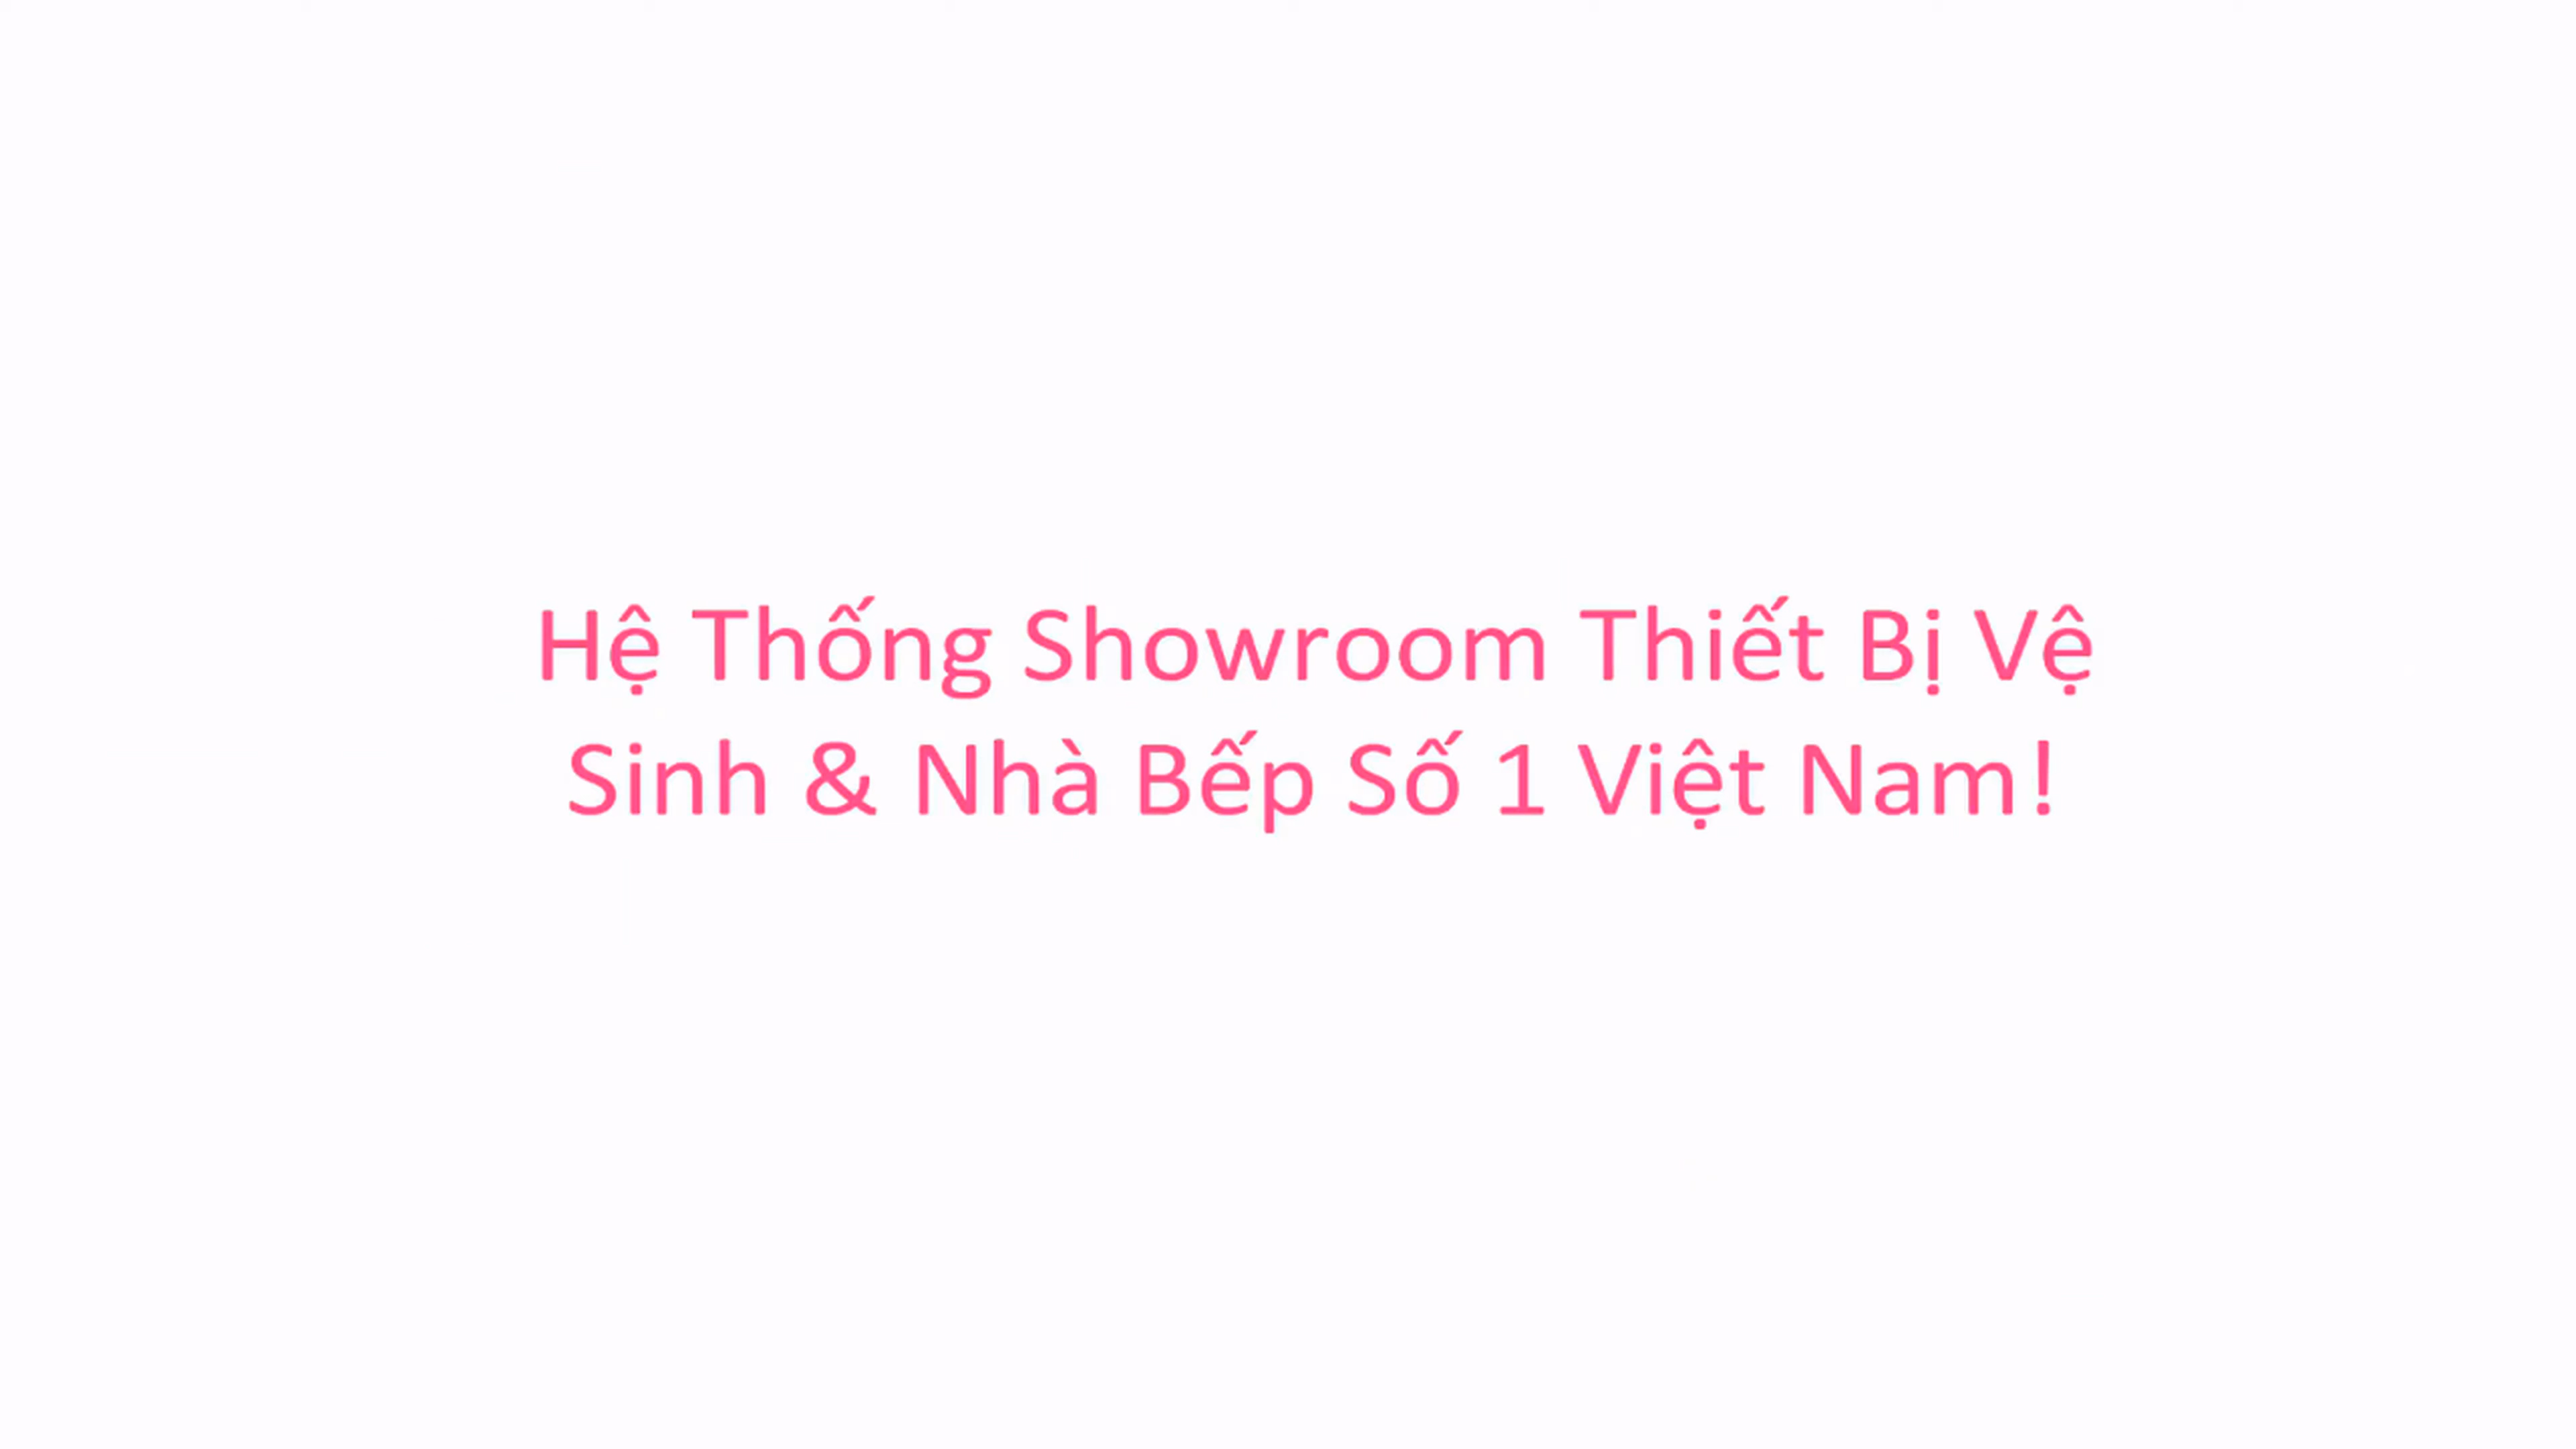 Hệ Thống Showroom Thiết Bị Vệ
Sinh & Nhà Bếp Số 1 Việt Nam!